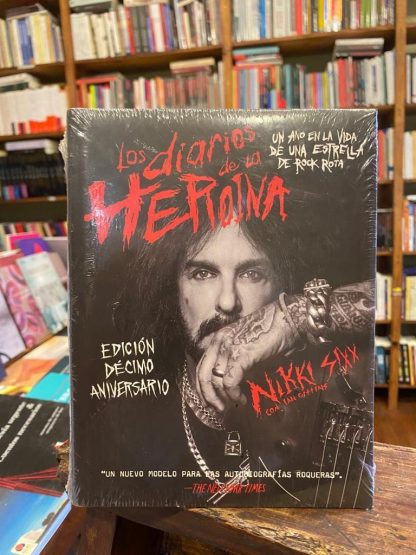 Los diarios
de la
HEROINA
UN AÑO EN LA VIDA
DE UNA ESTRELLA
DE ROCK ROTA
EDICIÓN
DÉCIMO
ANIVERSARIO
NIKKI SIXX
CON IAN GITTINS
"UN NUEVO MODELO PARA LAS AUTOBIOGRAFÍAS ROQUERAS".
—THE NEW YORK TIMES